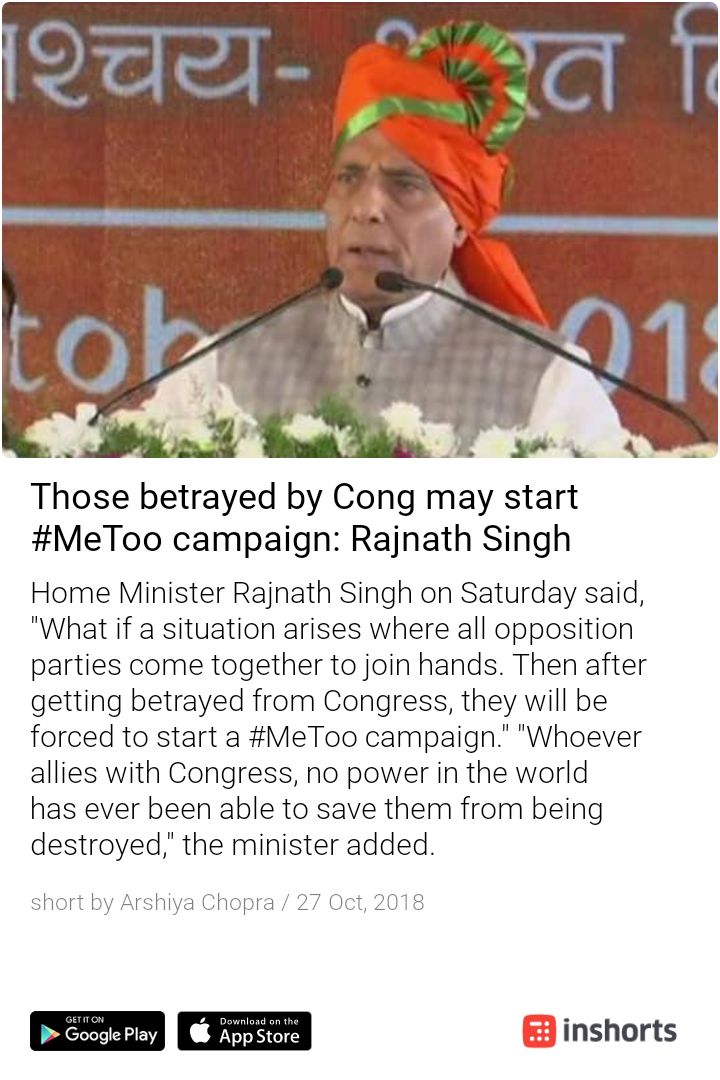 श्चय-
Those betrayed by Cong may start
#MeToo campaign: Rajnath Singh
Home Minister Rajnath Singh on Saturday said,
"What if a situation arises where all opposition
parties come together to join hands. Then after
getting betrayed from Congress, they will be
forced to start a #MeToo campaign." "Whoever
allies with Congress, no power in the world
has ever been able to save them from being
destroyed," the minister added.
short by Arshiya Chopra / 27 Oct, 2018
GET IT ON
Google Play
Download on the
App Store
inshorts